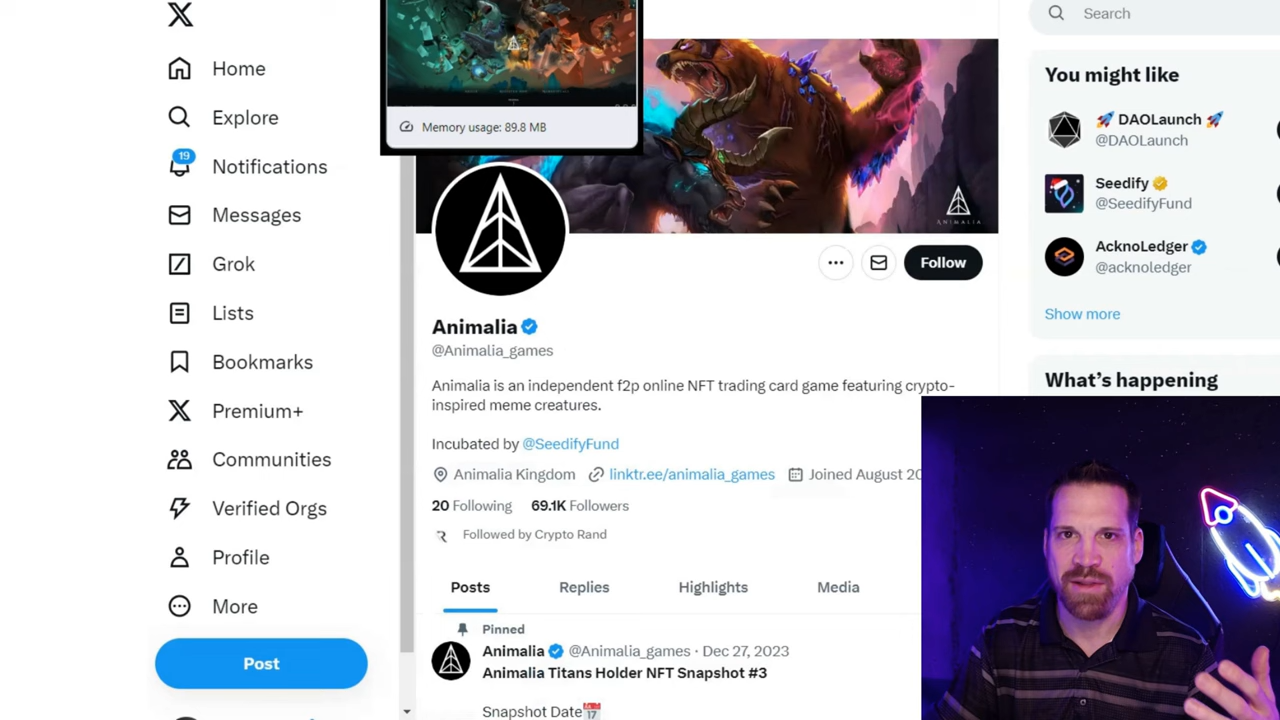 Home
Explore
19
Notifications
Messages
Grok
Lists
Bookmarks
Premium+
Communities
Verified Orgs
Profile
More
Post
Memory usage: 89.8 MB
ANIMALIA
Follow
Animalia
@Animalia_games
Animalia is an independent f2p online NFT trading card game featuring crypto-
inspired meme creatures.
Incubated by @SeedifyFund
Animalia Kingdom linktr.ee/animalia_games Joined August 20
20 Following 69.1K Followers
Followed by Crypto Rand
Posts Replies Highlights Media
Pinned
Animalia @Animalia_games · Dec 27, 2023
Animalia Titans Holder NFT Snapshot #3
Snapshot Date📅
17
Search
You might like
🚀 DAOLaunch 🚀
@DAOLaunch
Seedify
@SeedifyFund
AcknoLedger
@acknoledger
Show more
What's happening